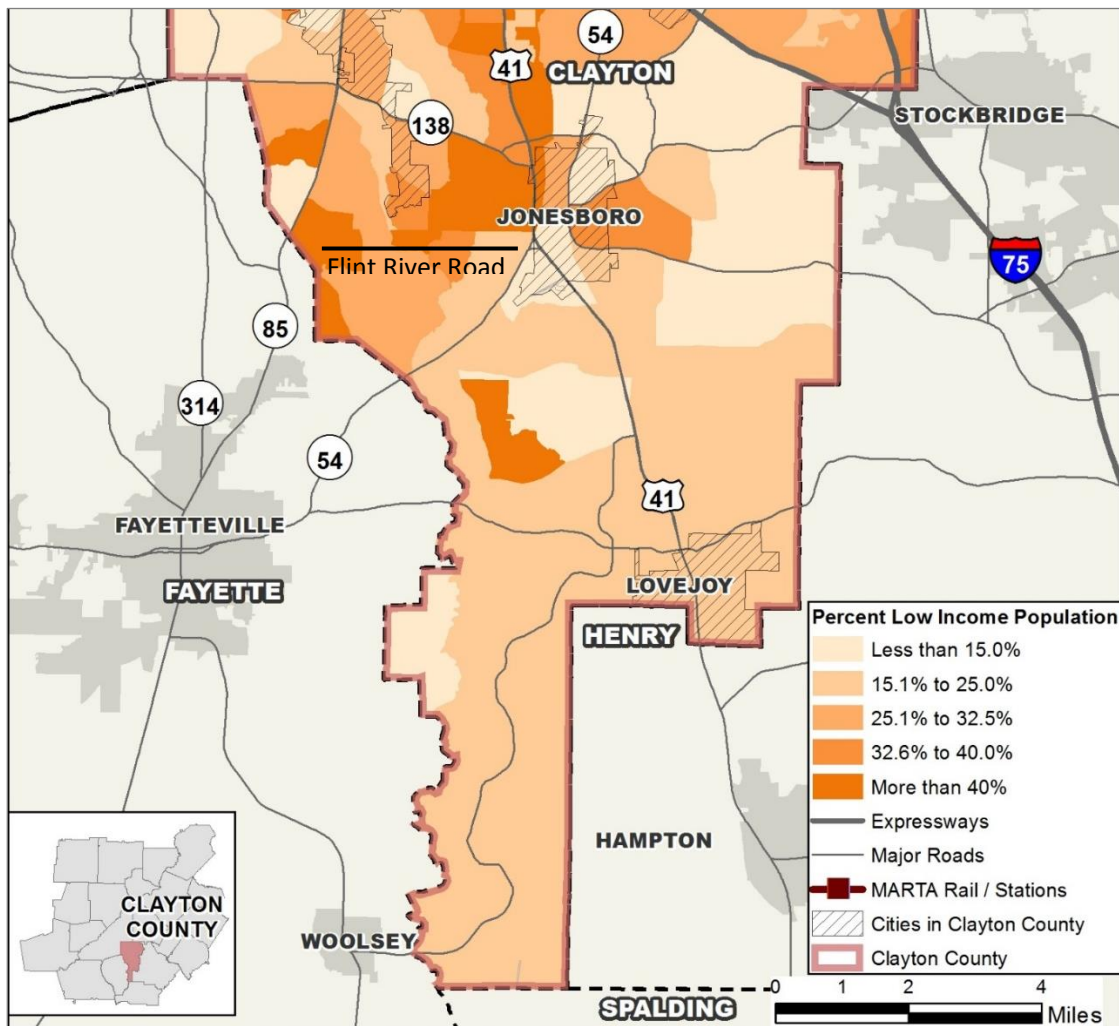 54
41
CLAYTON
STOCKBRIDGE
138
JONESBORO
Flint River Road
75
85
314
54
41
FAYETTEVILLE
FAYETTE
LOVEJOY
HENRY
HAMPTON
WOOLSEY
SPALDING
Percent Low Income Population
Less than 15.0%
15.1% to 25.0%
25.1% to 32.5%
32.6% to 40.0%
More than 40%
Expressways
Major Roads
MARTA Rail / Stations
Cities in Clayton County
Clayton County
CLAYTON
COUNTY
0 1 2 4
Miles